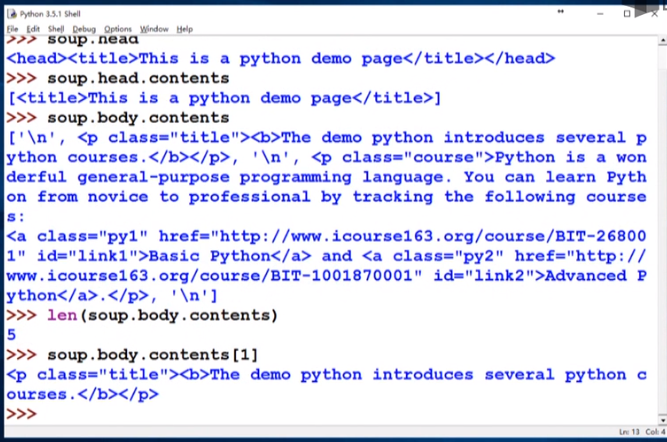 Python 3.5.1 Shell
File Edit Shell Debug Options Window Help
>>> soup.head
<head><title>This is a python demo page</title></head>
>>> soup.head.contents
[<title>This is a python demo page</title>]
>>> soup.body.contents
['\n', <p class="title"><b>The demo python introduces several p
ython courses.</b></p>, '\n', <p class="course">Python is a won
derful general-purpose programming language. You can learn Pyth
on from novice to professional by tracking the following course
s:
<a class="py1" href="http://www.icourse163.org/course/BIT-26800
1" id="link1">Basic Python</a> and <a class="py2" href="http://
www.icourse163.org/course/BIT-1001870001" id="link2">Advanced P
ython</a>.</p>, '\n']
>>> len(soup.body.contents)
5
>>> soup.body.contents[1]
<p class="title"><b>The demo python introduces several python c
ourses.</b></p>
>>>
Ln: 13 Col: 4